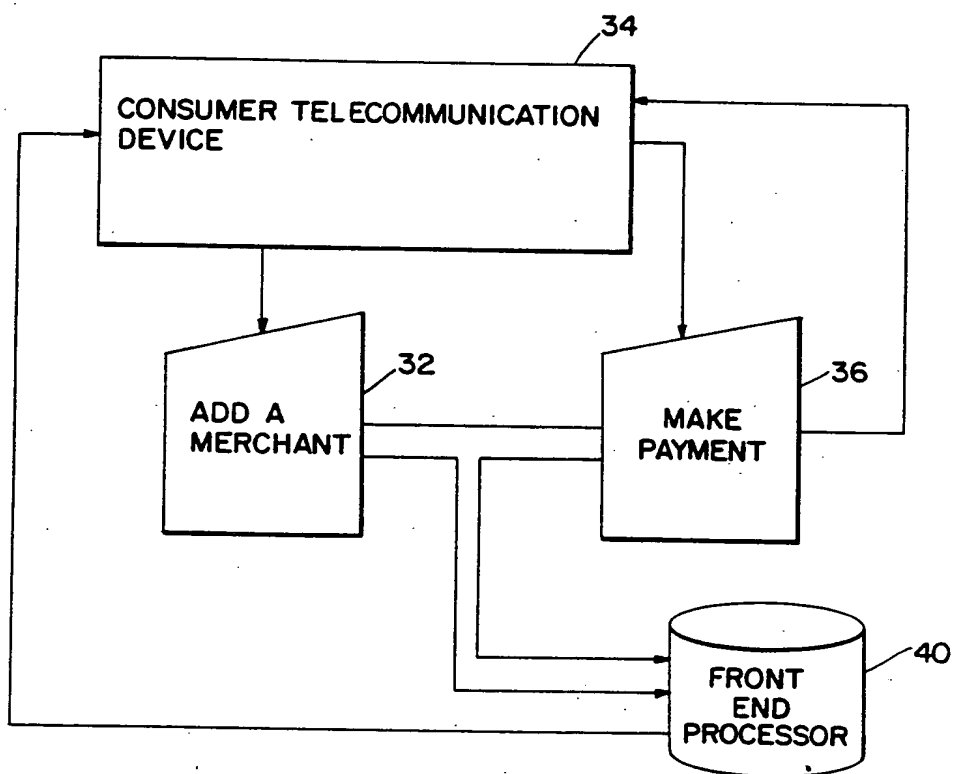 34
CONSUMER TELECOMMUNICATION
DEVICE
32
ADD A
MERCHANT
36
MAKE
PAYMENT
40
FRONT
END
PROCESSOR